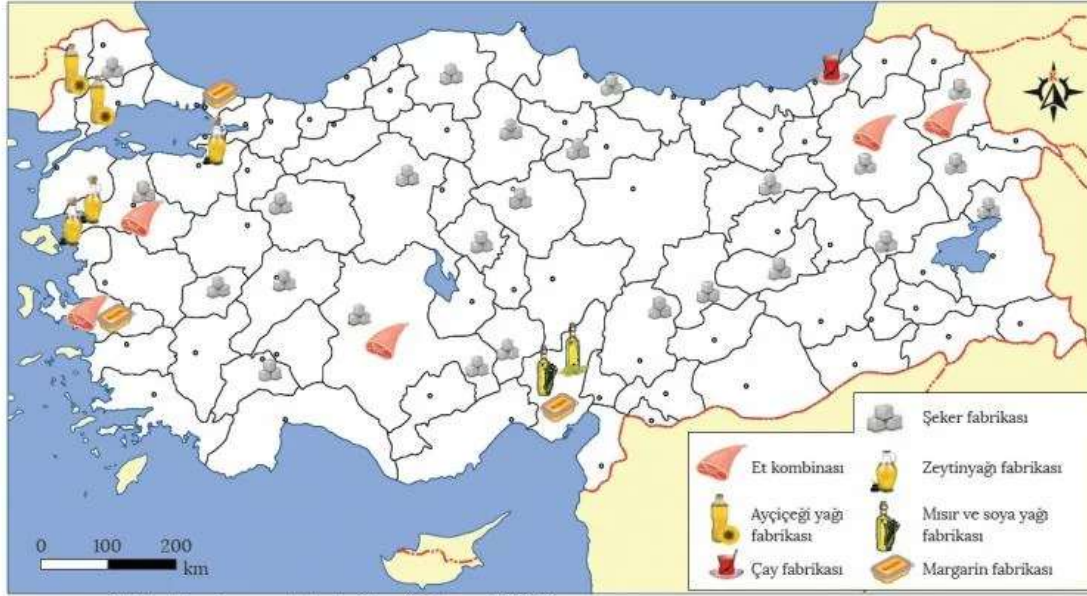 K
Şeker fabrikası
Et kombinası
Zeytinyağı fabrikası
Ayçiçeği yağı
fabrikası
Mısır ve soya yağı
fabrikası
Çay fabrikası
Margarin fabrikası
0 100 200
km